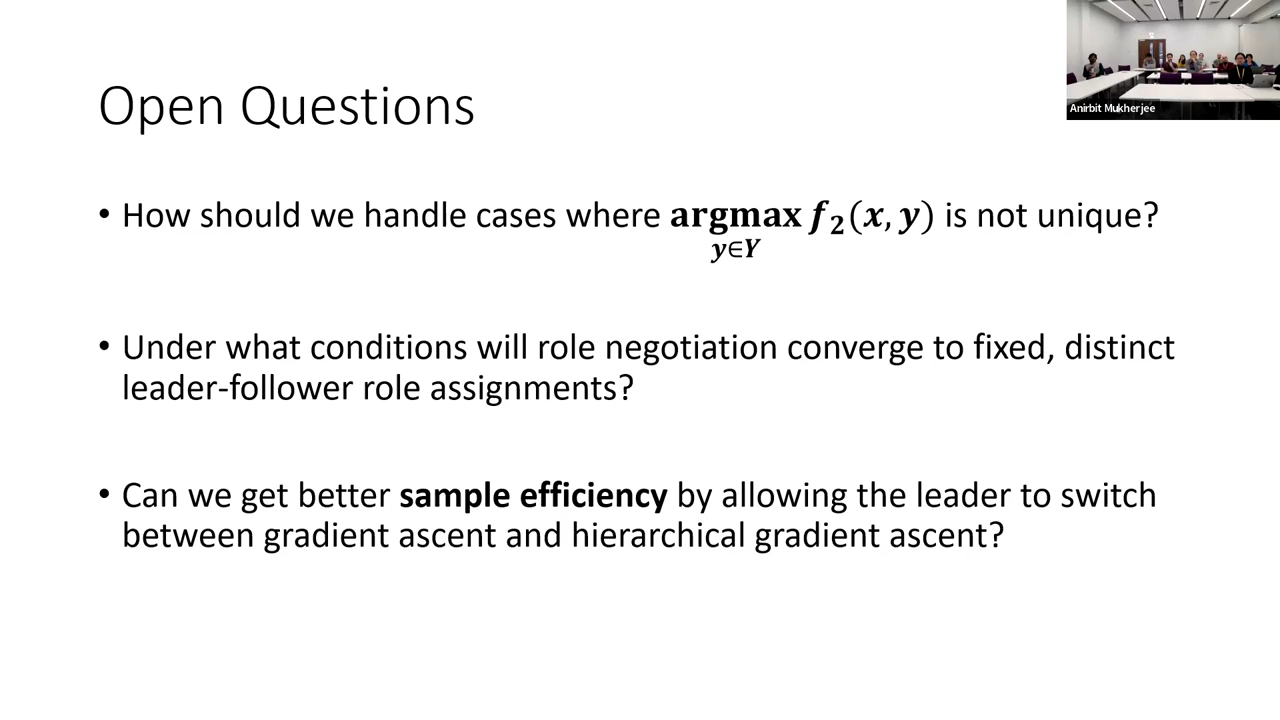 Anirbit Mukherjee
Open Questions
• How should we handle cases where argmax f₂(x, y) is not unique?
y∈Y
• Under what conditions will role negotiation converge to fixed, distinct
leader-follower role assignments?
• Can we get better sample efficiency by allowing the leader to switch
between gradient ascent and hierarchical gradient ascent?